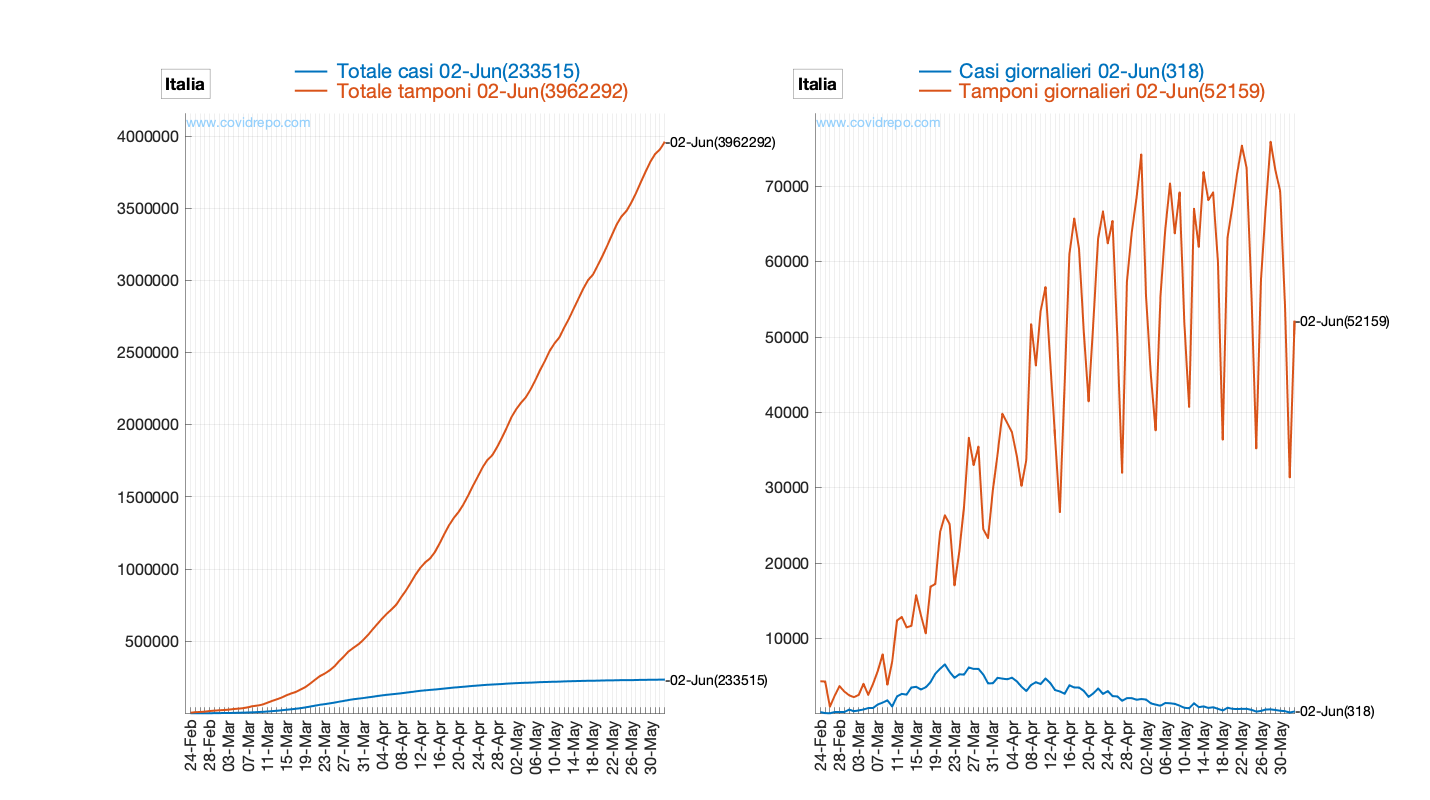 Italia
Totale casi 02-Jun(233515)
Totale tamponi 02-Jun(3962292)
www.covidrepo.com
4000000
3500000
3000000
2500000
2000000
1500000
1000000
500000
02-Jun(3962292)
02-Jun(233515)
24-Feb
28-Feb
03-Mar
07-Mar
11-Mar
15-Mar
19-Mar
23-Mar
27-Mar
31-Mar
04-Apr
08-Apr
12-Apr
16-Apr
20-Apr
24-Apr
28-Apr
02-May
06-May
10-May
14-May
18-May
22-May
26-May
30-May
Italia
Casi giornalieri 02-Jun(318)
Tamponi giornalieri 02-Jun(52159)
www.covidrepo.com
70000
60000
50000
40000
30000
20000
10000
02-Jun(52159)
02-Jun(318)
24-Feb
28-Feb
03-Mar
07-Mar
11-Mar
15-Mar
19-Mar
23-Mar
27-Mar
31-Mar
04-Apr
08-Apr
12-Apr
16-Apr
20-Apr
24-Apr
28-Apr
02-May
06-May
10-May
14-May
18-May
22-May
26-May
30-May